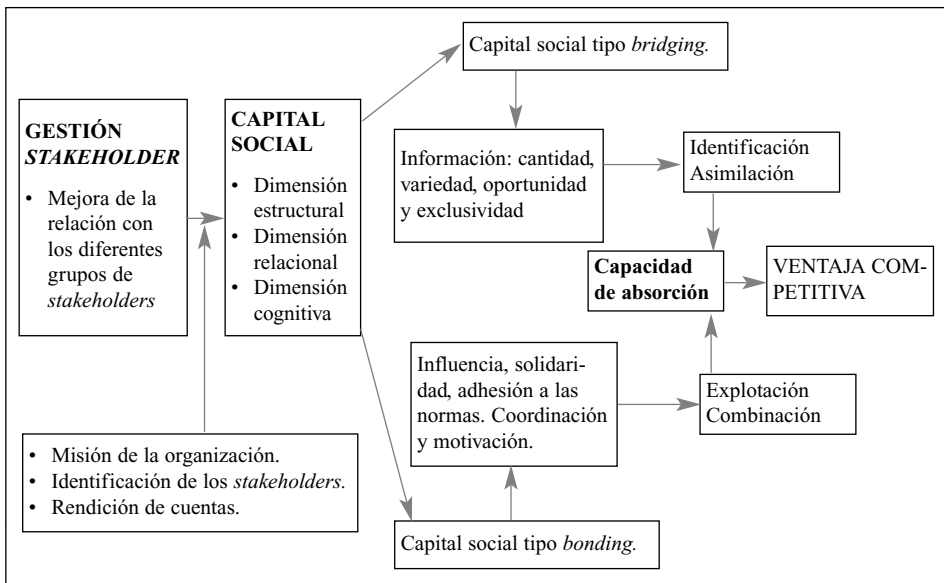 GESTIÓN
STAKEHOLDER
• Mejora de la
relación con
los diferentes
grupos de
stakeholders
• Misión de la organización.
• Identificación de los stakeholders.
• Rendición de cuentas.
CAPITAL
SOCIAL
• Dimensión
estructural
• Dimensión
relacional
• Dimensión
cognitiva
Capital social tipo bridging.
Información: cantidad,
variedad, oportunidad
y exclusividad
Identificación
Asimilación
Capacidad
de absorción
VENTAJA COM-
PETITIVA
Influencia, solidari-
dad, adhesión a las
normas. Coordinación
y motivación.
Explotación
Combinación
Capital social tipo bonding.